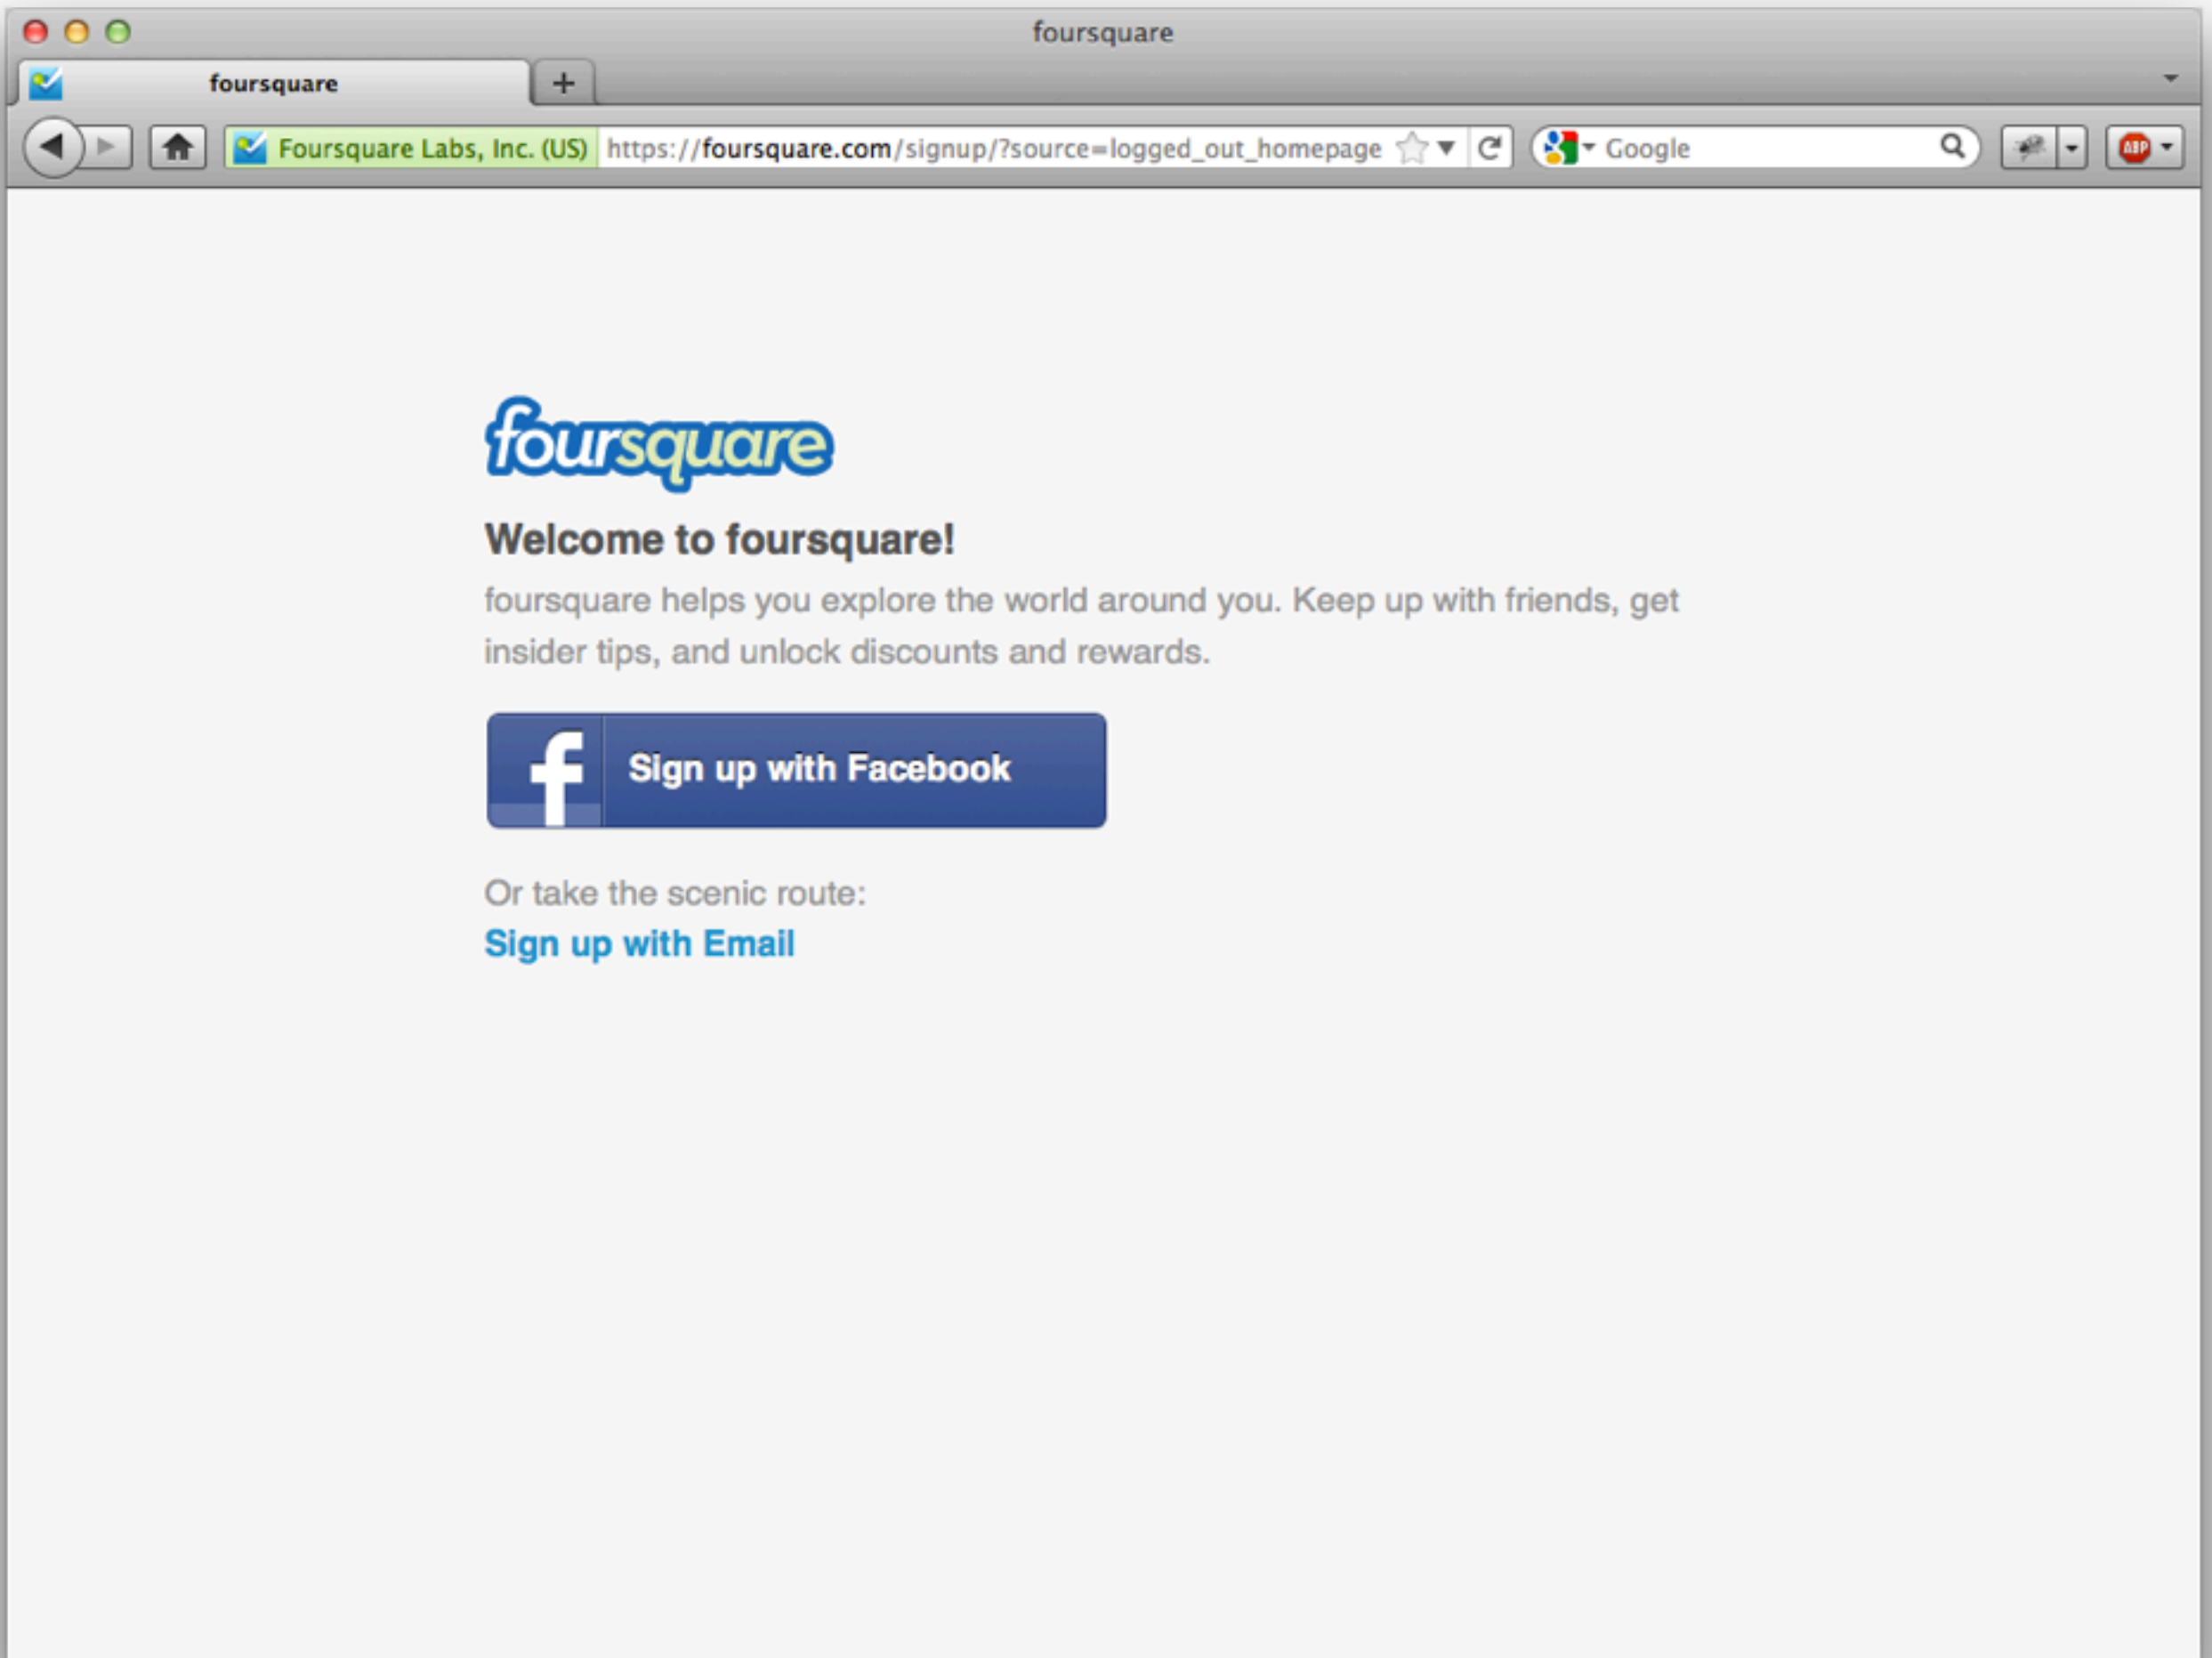 foursquare
foursquare
Foursquare Labs, Inc. (US) https://foursquare.com/signup/?source=logged_out_homepage Google ABP
foursquare
Welcome to foursquare!
foursquare helps you explore the world around you. Keep up with friends, get
insider tips, and unlock discounts and rewards.
f Sign up with Facebook
Or take the scenic route:
Sign up with Email